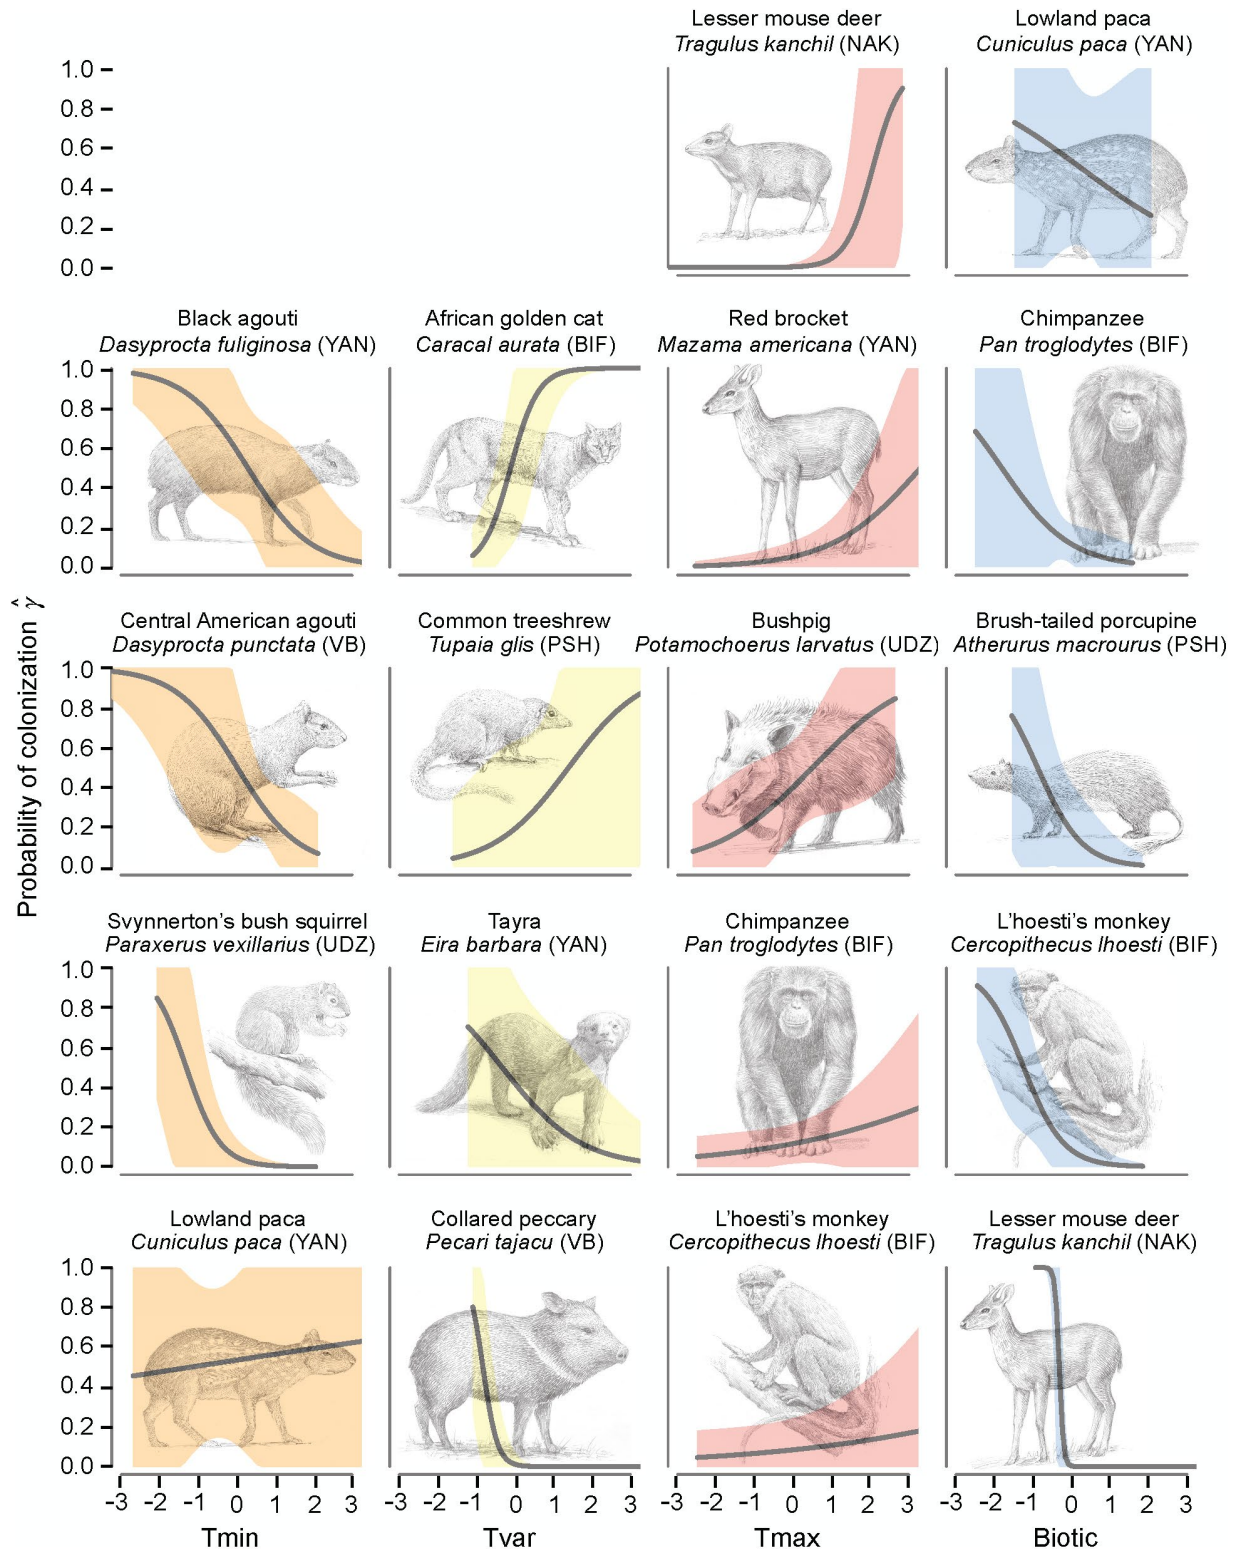 Lesser mouse deer
Tragulus kanchil (NAK)
Lowland paca
Cuniculus paca (YAN)
1.0
0.8
0.6
0.4
0.2
0.0
Black agouti
Dasyprocta fuliginosa (YAN)
African golden cat
Caracal aurata (BIF)
Red brocket
Mazama americana (YAN)
Chimpanzee
Pan troglodytes (BIF)
1.0
0.8
0.6
0.4
0.2
0.0
Probability of colonization γ̂
Central American agouti
Dasyprocta punctata (VB)
Common treeshrew
Tupaia glis (PSH)
Bushpig
Potamochoerus larvatus (UDZ)
Brush-tailed porcupine
Atherurus macrourus (PSH)
1.0
0.8
0.6
0.4
0.2
0.0
Svynnerton's bush squirrel
Paraxerus vexillarius (UDZ)
Tayra
Eira barbara (YAN)
Chimpanzee
Pan troglodytes (BIF)
L'hoesti's monkey
Cercopithecus lhoesti (BIF)
1.0
0.8
0.6
0.4
0.2
0.0
Lowland paca
Cuniculus paca (YAN)
Collared peccary
Pecari tajacu (VB)
L'hoesti's monkey
Cercopithecus lhoesti (BIF)
Lesser mouse deer
Tragulus kanchil (NAK)
1.0
0.8
0.6
0.4
0.2
0.0
−3 −2 −1 0 1 2 3
−3 −2 −1 0 1 2 3
−3 −2 −1 0 1 2 3
−3 −2 −1 0 1 2 3
Tmin
Tvar
Tmax
Biotic